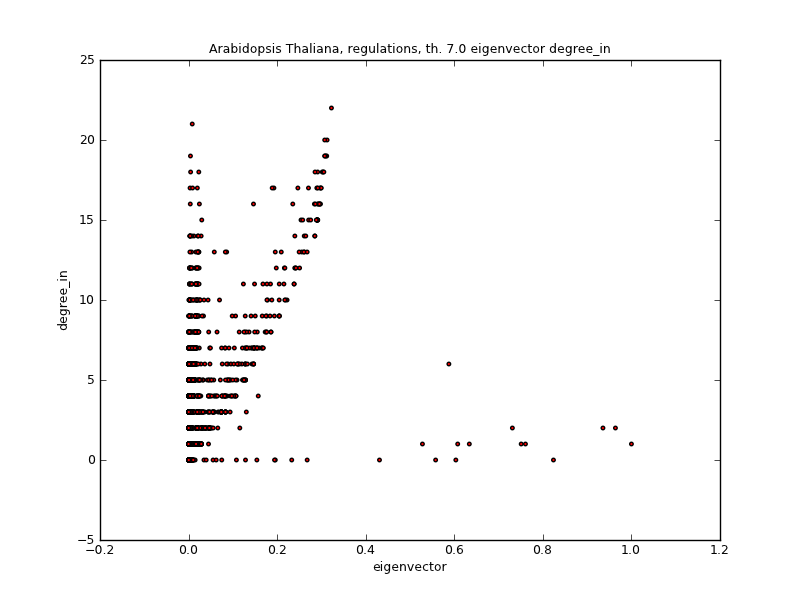 Arabidopsis Thaliana, regulations, th. 7.0 eigenvector degree_in
25
20
15
10
5
0
−5
degree_in
−0.2 0.0 0.2 0.4 0.6 0.8 1.0 1.2
eigenvector